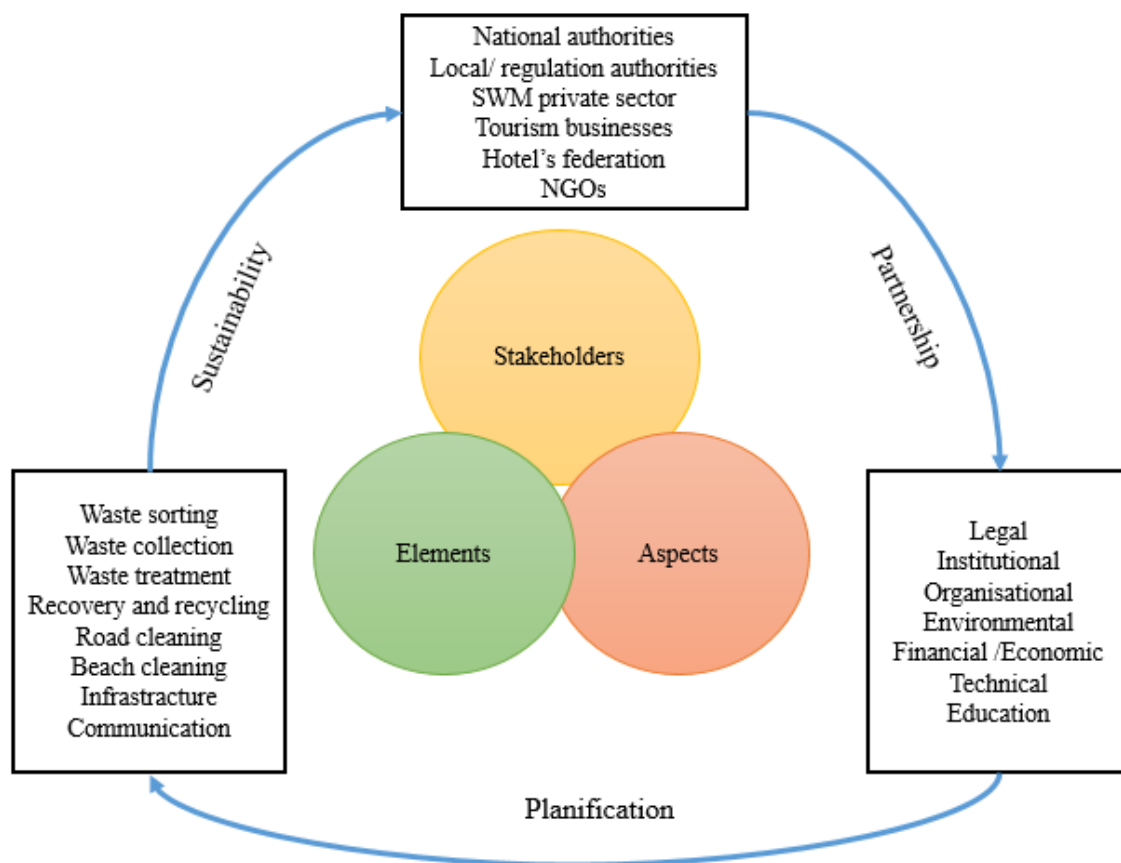 National authorities
Local/ regulation authorities
SWM private sector
Tourism businesses
Hotel's federation
NGOs
Sustainability
Partnership
Stakeholders
Elements
Aspects
Waste sorting
Waste collection
Waste treatment
Recovery and recycling
Road cleaning
Beach cleaning
Infrastracture
Communication
Legal
Institutional
Organisational
Environmental
Financial /Economic
Technical
Education
Planification